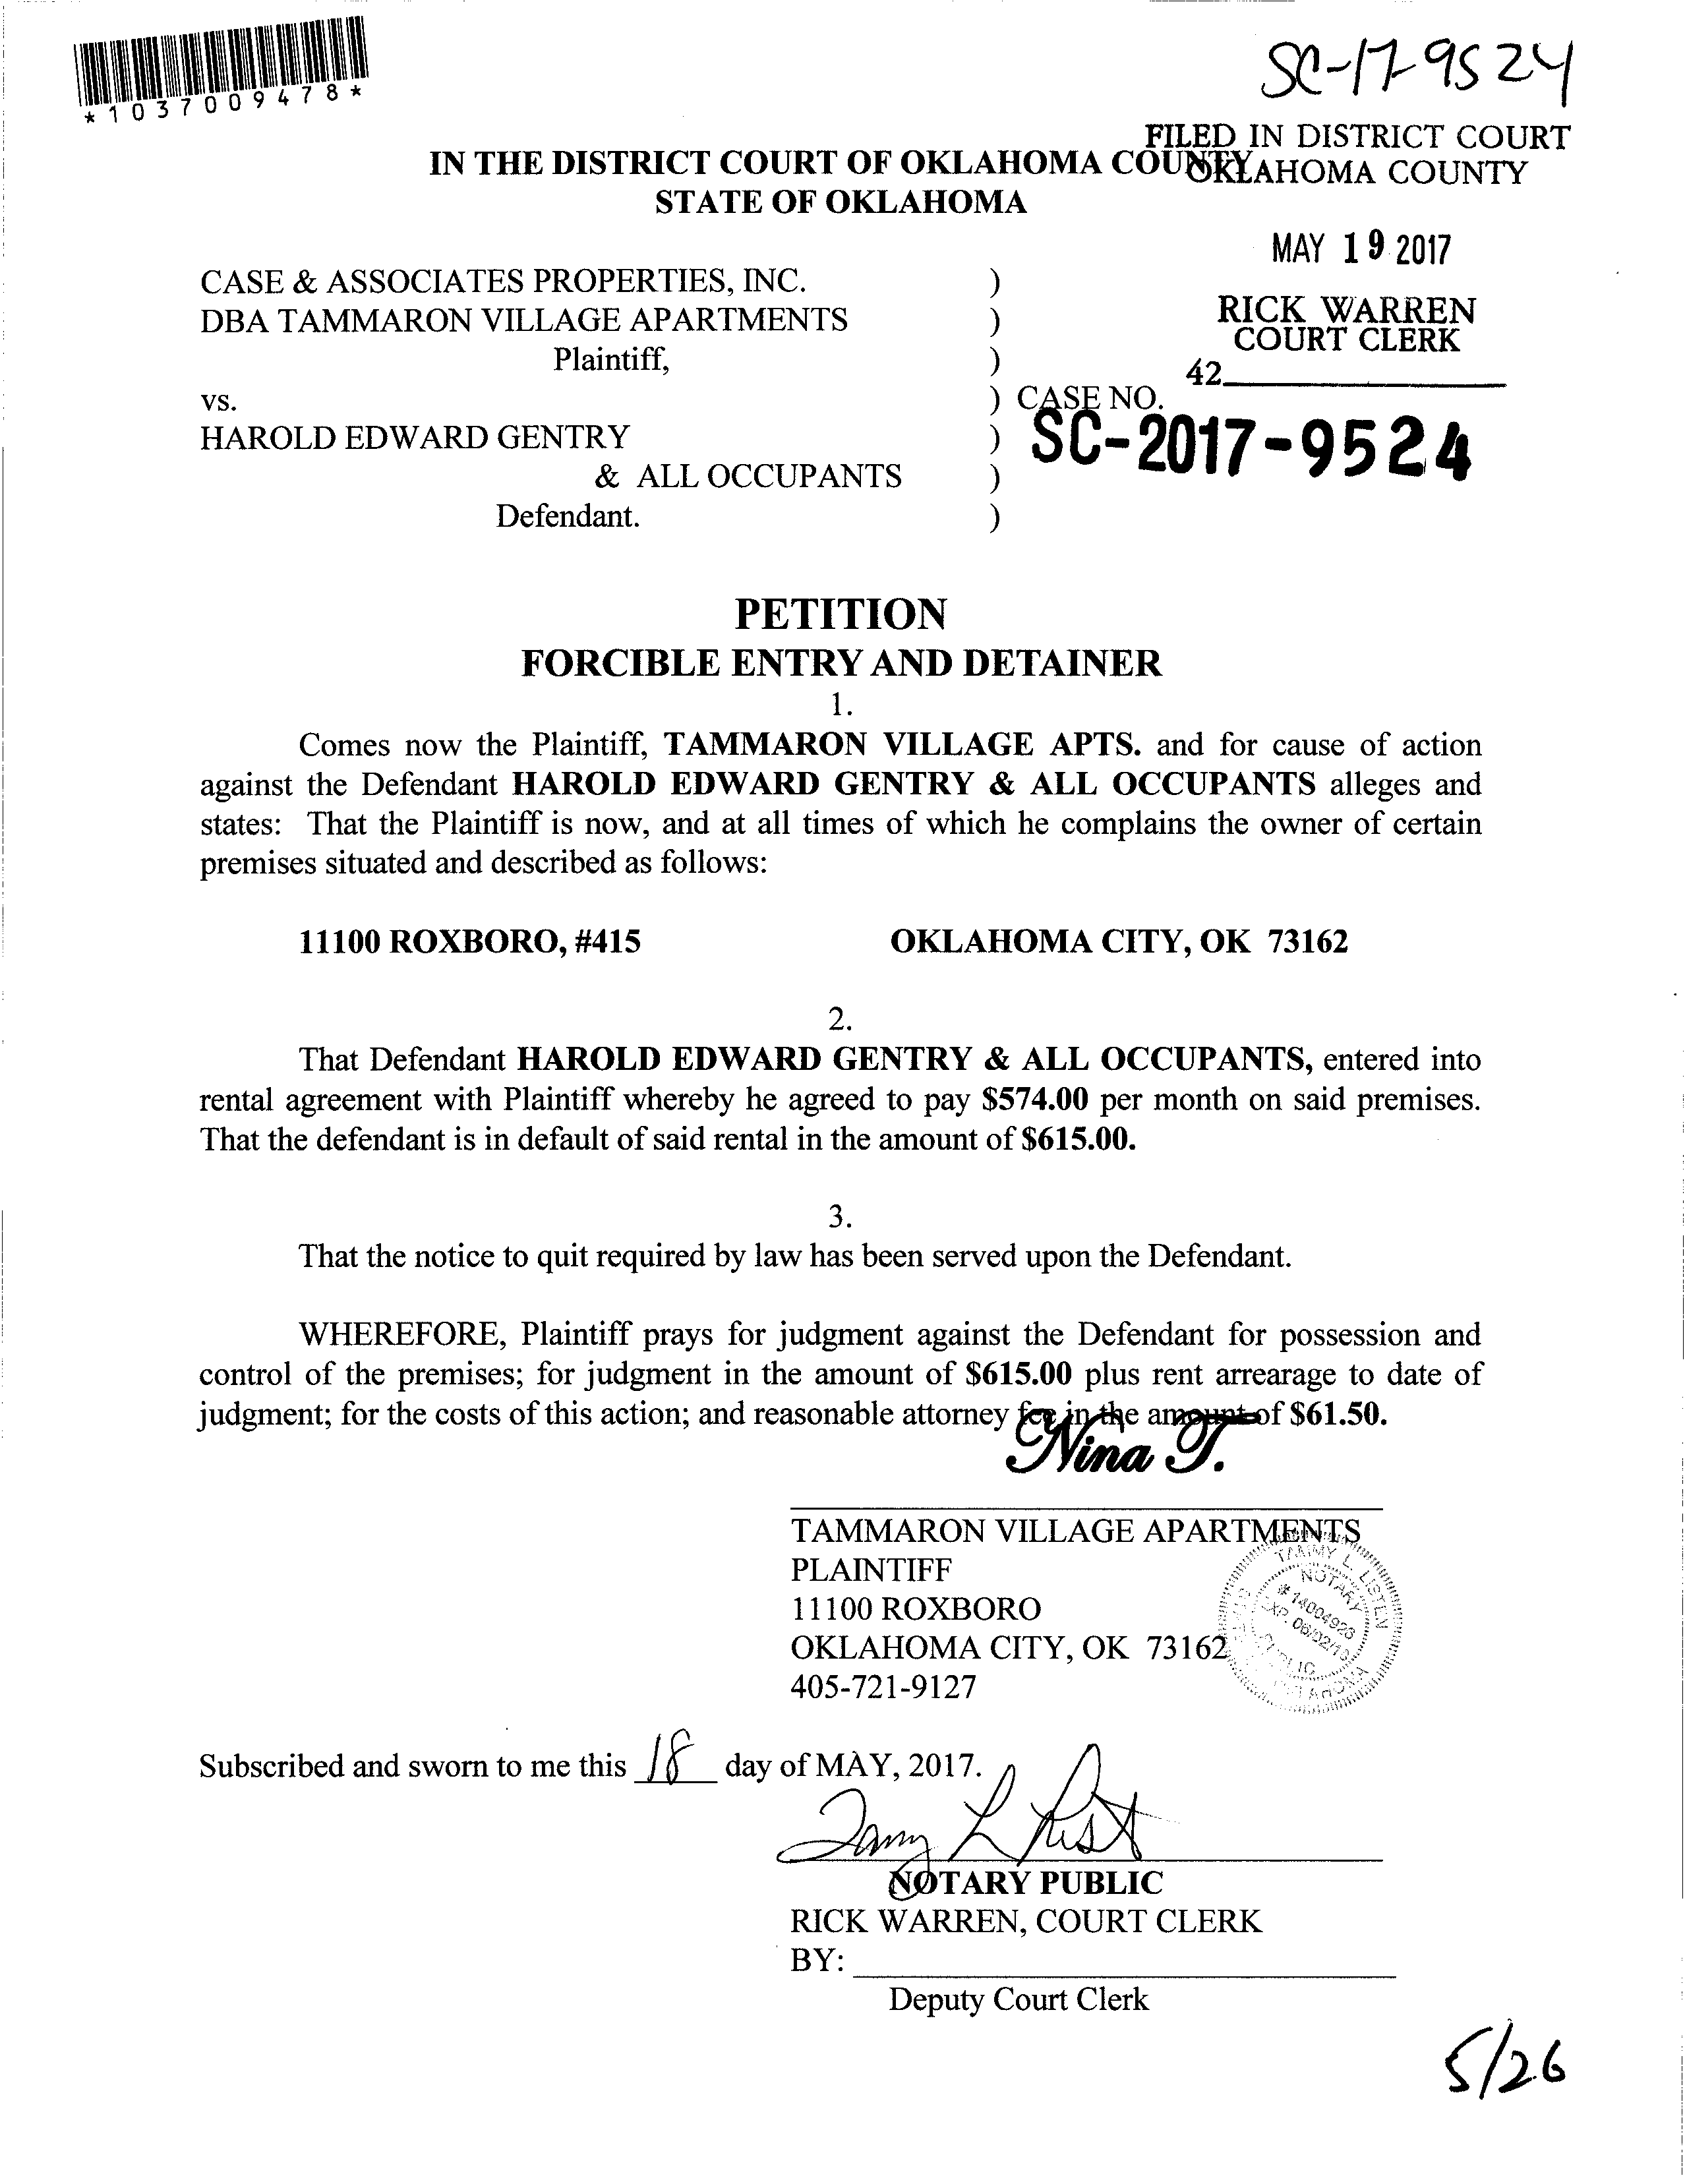 *1037009478*
SC-17-9524
FILED IN DISTRICT COURT
OKLAHOMA COUNTY
IN THE DISTRICT COURT OF OKLAHOMA COUNTY
STATE OF OKLAHOMA
MAY 19 2017
RICK WARREN
COURT CLERK
42
CASE & ASSOCIATES PROPERTIES, INC. )
DBA TAMMARON VILLAGE APARTMENTS )
Plaintiff, )
vs. ) CASE NO.
HAROLD EDWARD GENTRY ) SC-2017-9524
& ALL OCCUPANTS )
Defendant. )
PETITION
FORCIBLE ENTRY AND DETAINER
1.
Comes now the Plaintiff, TAMMARON VILLAGE APTS. and for cause of action
against the Defendant HAROLD EDWARD GENTRY & ALL OCCUPANTS alleges and
states: That the Plaintiff is now, and at all times of which he complains the owner of certain
premises situated and described as follows:
11100 ROXBORO, #415 OKLAHOMA CITY, OK 73162
2.
That Defendant HAROLD EDWARD GENTRY & ALL OCCUPANTS, entered into
rental agreement with Plaintiff whereby he agreed to pay $574.00 per month on said premises.
That the defendant is in default of said rental in the amount of $615.00.
3.
That the notice to quit required by law has been served upon the Defendant.
WHEREFORE, Plaintiff prays for judgment against the Defendant for possession and
control of the premises; for judgment in the amount of $615.00 plus rent arrearage to date of
judgment; for the costs of this action; and reasonable attorney fee in the amount of $61.50.
Nina T.
TAMMARON VILLAGE APARTMENTS
PLAINTIFF
11100 ROXBORO
OKLAHOMA CITY, OK 73162
405-721-9127
TAMMY L.
NOTARY
# 14004926
EXP. 06/02/18
PUBLIC
OKLAHOMA
Subscribed and sworn to me this 18 day of MAY, 2017.
NOTARY PUBLIC
RICK WARREN, COURT CLERK
BY:
Deputy Court Clerk
5/26